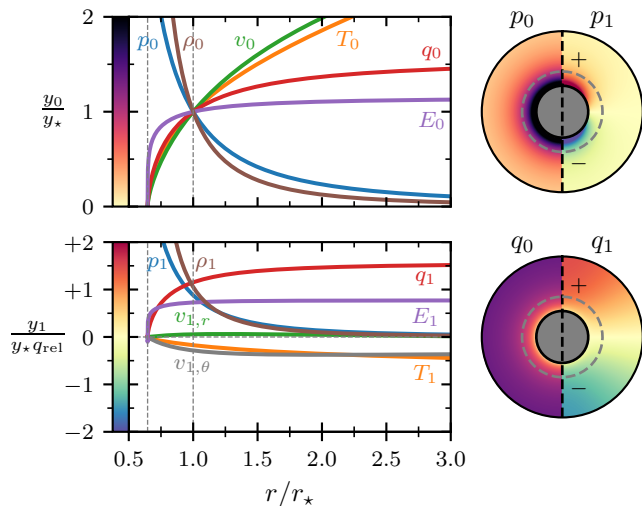 p₀ ρ₀ v₀ T₀ q₀ E₀
y₀/y⋆
2
1
0
p₀ p₁
+
−
p₁ ρ₁ q₁ E₁ v₁,ᵣ v₁,θ T₁
y₁/y⋆ q_rel
+2
+1
0
−1
−2
0.5 1.0 1.5 2.0 2.5 3.0
r/r⋆
q₀ q₁
+
−